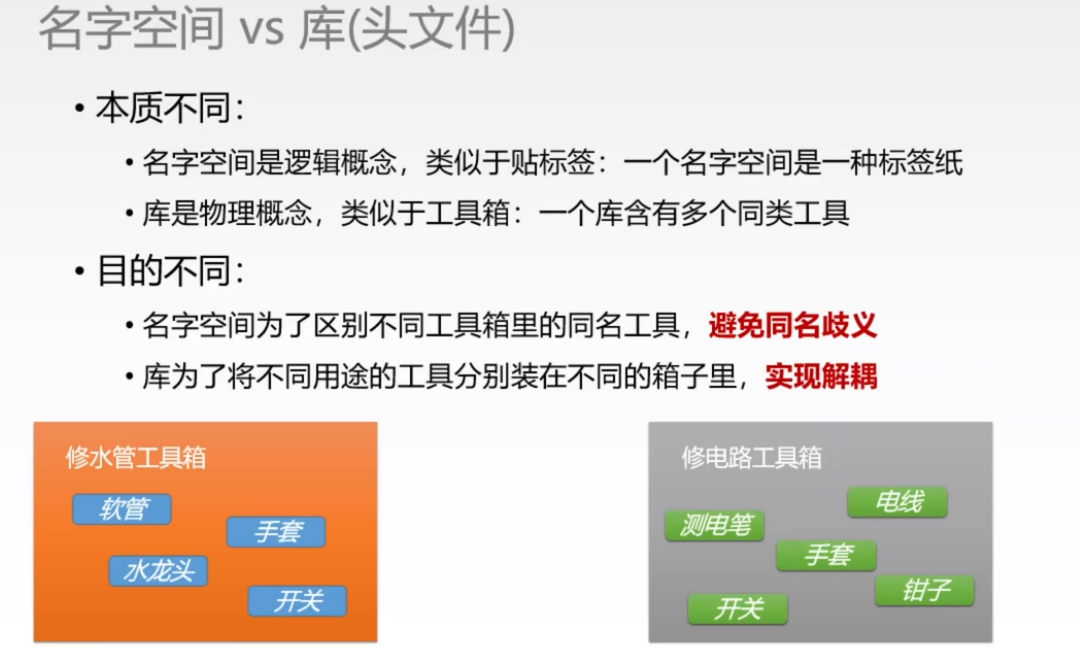 名字空间 vs 库(头文件)
• 本质不同：
• 名字空间是逻辑概念，类似于贴标签：一个名字空间是一种标签纸
• 库是物理概念，类似于工具箱：一个库含有多个同类工具
• 目的不同：
• 名字空间为了区别不同工具箱里的同名工具，避免同名歧义
• 库为了将不同用途的工具分别装在不同的箱子里，实现解耦
修水管工具箱
软管
手套
水龙头
开关
修电路工具箱
电线
测电笔
手套
钳子
开关